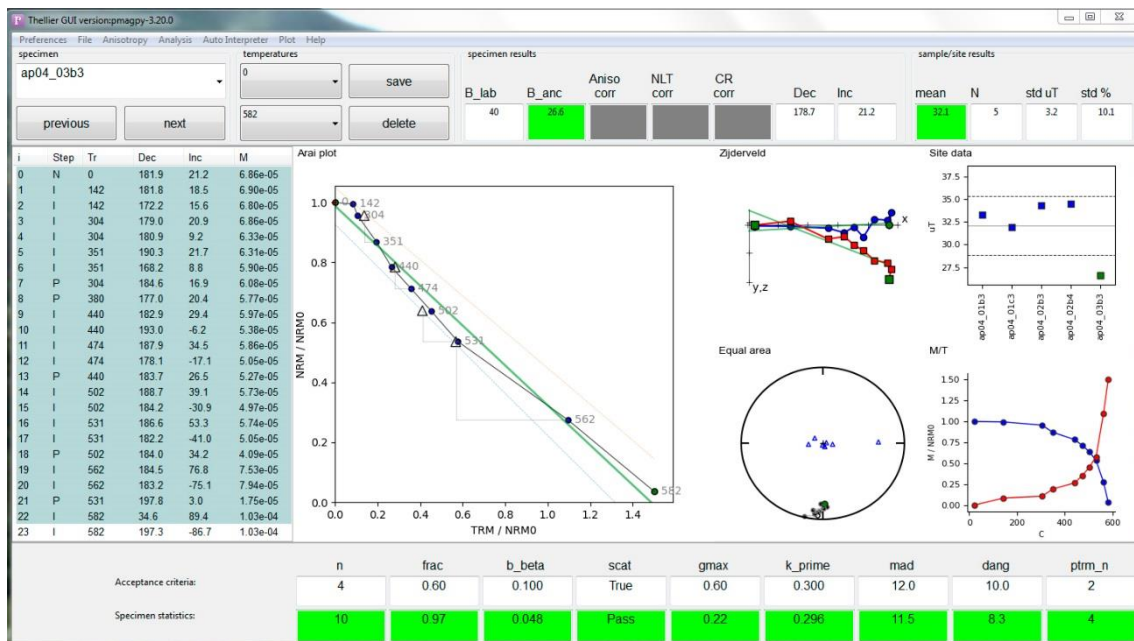 Thellier GUI version:pmagpy-3.20.0
Preferences File Anisotropy Analysis Auto Interpreter Plot Help
specimen temperatures specimen results sample/site results
ap04_03b3 0 save B_lab B_anc Aniso corr NLT corr CR corr Dec Inc mean N std uT std %
40 26.6 178.7 21.2 32.1 5 3.2 10.1
previous next 582 delete
i Step Tr Dec Inc M
0 N 0 181.9 21.2 6.86e-05
1 I 142 181.8 18.5 6.90e-05
2 I 142 172.2 15.6 6.80e-05
3 I 304 179.0 20.9 6.86e-05
4 I 304 180.9 9.2 6.33e-05
5 I 351 190.3 21.7 6.31e-05
6 I 351 168.2 8.8 5.90e-05
7 P 304 184.6 16.9 6.08e-05
8 P 380 177.0 20.4 5.77e-05
9 I 440 182.9 29.4 5.97e-05
10 I 440 193.0 -6.2 5.38e-05
11 I 474 187.9 34.5 5.86e-05
12 I 474 178.1 -17.1 5.05e-05
13 P 440 183.7 26.5 5.27e-05
14 I 502 188.7 39.1 5.73e-05
15 I 502 184.2 -30.9 4.97e-05
16 I 531 186.6 53.3 5.74e-05
17 I 531 182.2 -41.0 5.05e-05
18 P 502 184.0 34.2 4.09e-05
19 I 562 184.5 76.8 7.53e-05
20 I 562 183.2 -75.1 7.94e-05
21 P 531 197.8 3.0 1.75e-05
22 I 582 34.6 89.4 1.03e-04
23 I 582 197.3 -86.7 1.03e-04
Arai plot
1.0
0.8
0.6
0.4
0.2
0.0
NRM / NRM0
0 142
304
351
440
474
502
531
562
582
0.0 0.2 0.4 0.6 0.8 1.0 1.2 1.4
TRM / NRM0
Zijderveld
x
y,z
Site data
37.5
35.0
32.5
30.0
27.5
uT
ap04_01b3 ap04_01c3 ap04_02b3 ap04_02b4 ap04_03b3
Equal area
M/T
1.50
1.25
1.00
0.75
0.50
0.25
0.00
M / NRM0
0 200 400 600
C
n frac b_beta scat gmax k_prime mad dang ptrm_n
Acceptance criteria: 4 0.60 0.100 True 0.60 0.300 12.0 10.0 2
Specimen statistics: 10 0.97 0.048 Pass 0.22 0.296 11.5 8.3 4